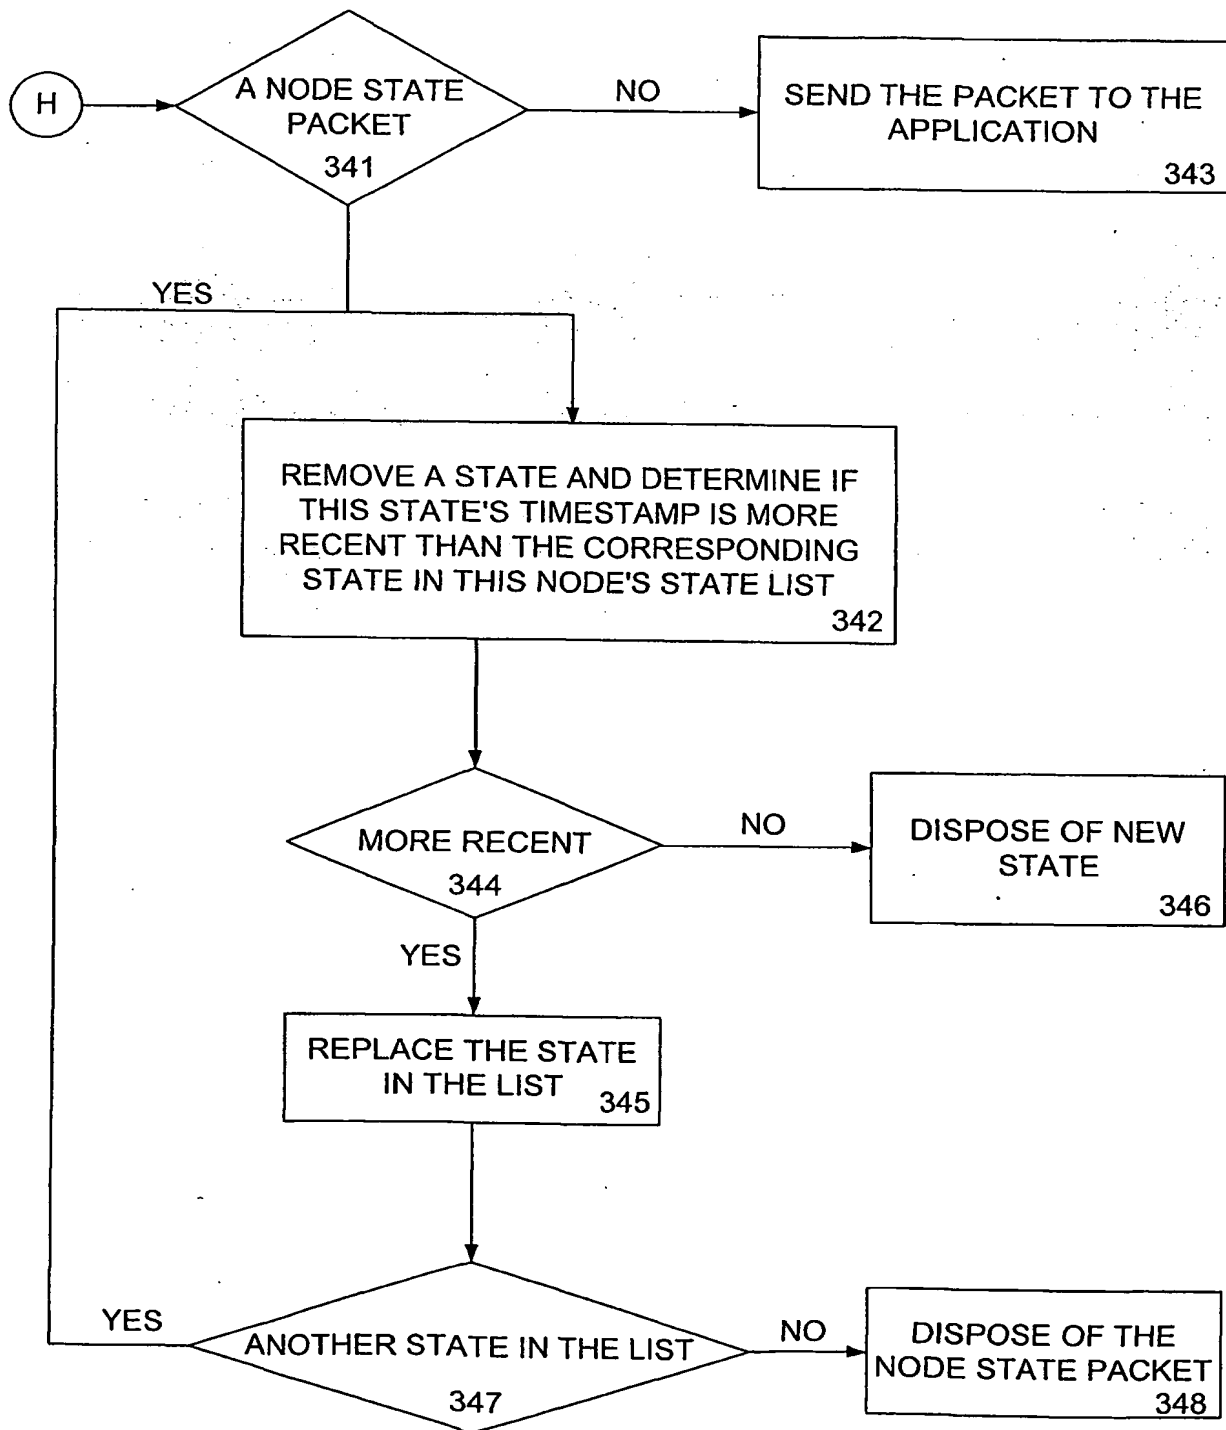 H
A NODE STATE
PACKET
341
NO
SEND THE PACKET TO THE
APPLICATION
343
YES
REMOVE A STATE AND DETERMINE IF
THIS STATE'S TIMESTAMP IS MORE
RECENT THAN THE CORRESPONDING
STATE IN THIS NODE'S STATE LIST
342
MORE RECENT
344
NO
DISPOSE OF NEW
STATE
346
YES
REPLACE THE STATE
IN THE LIST
345
YES
ANOTHER STATE IN THE LIST
347
NO
DISPOSE OF THE
NODE STATE PACKET
348